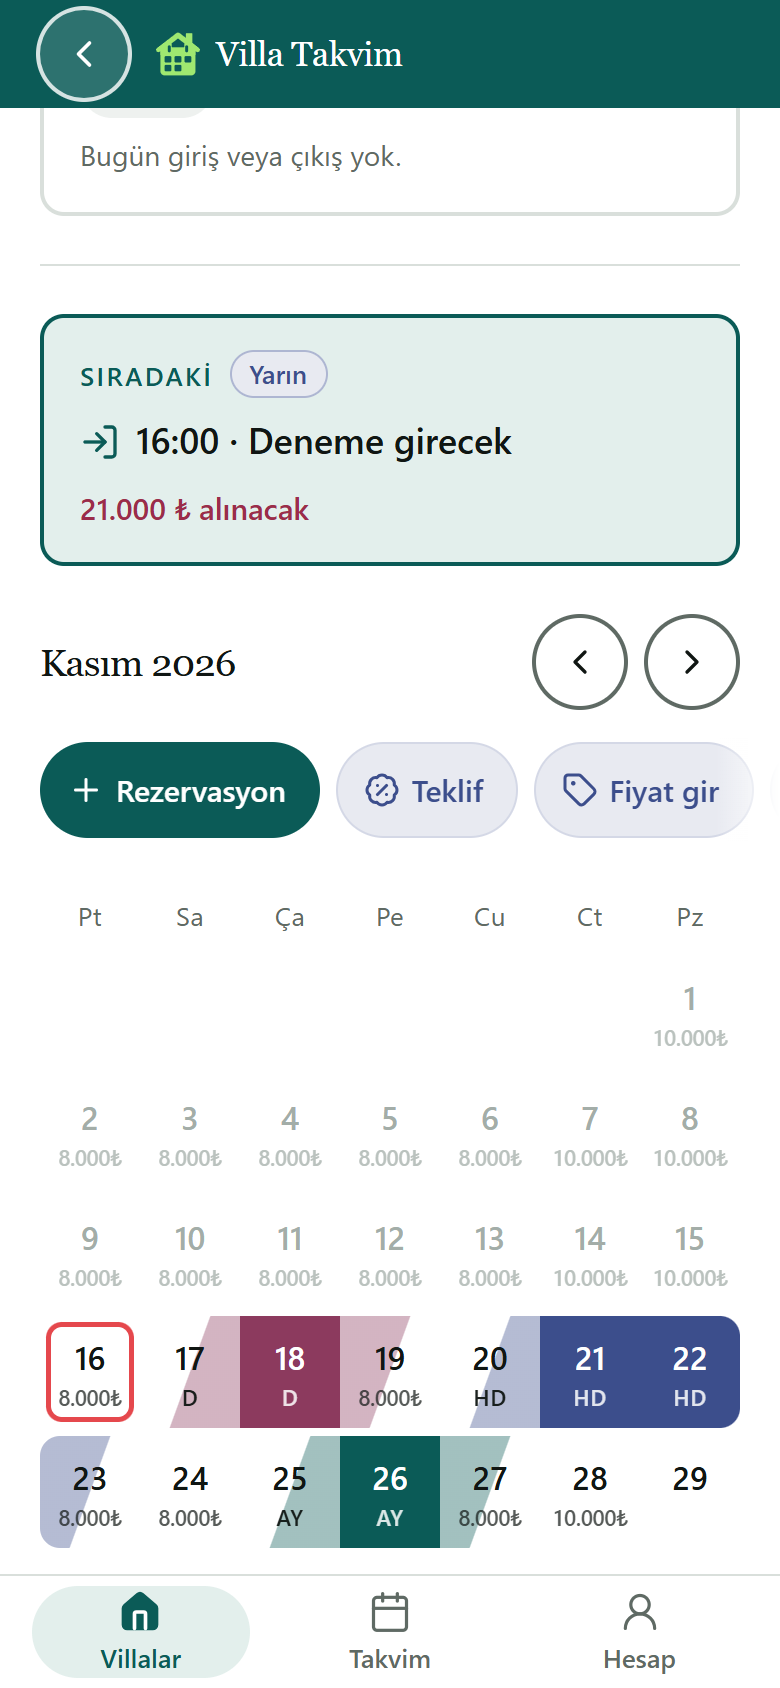 Villa Takvim
Bugün giriş veya çıkış yok.
SIRADAKİ Yarın
16:00 · Deneme girecek
21.000 ₺ alınacak
Kasım 2026
Rezervasyon Teklif Fiyat gir
Pt Sa Ça Pe Cu Ct Pz
1
10.000₺
2 3 4 5 6 7 8
8.000₺ 8.000₺ 8.000₺ 8.000₺ 8.000₺ 10.000₺ 10.000₺
9 10 11 12 13 14 15
8.000₺ 8.000₺ 8.000₺ 8.000₺ 8.000₺ 10.000₺ 10.000₺
16 17 18 19 20 21 22
8.000₺ D D 8.000₺ HD HD HD
23 24 25 26 27 28 29
8.000₺ 8.000₺ AY AY 8.000₺ 10.000₺
Villalar Takvim Hesap